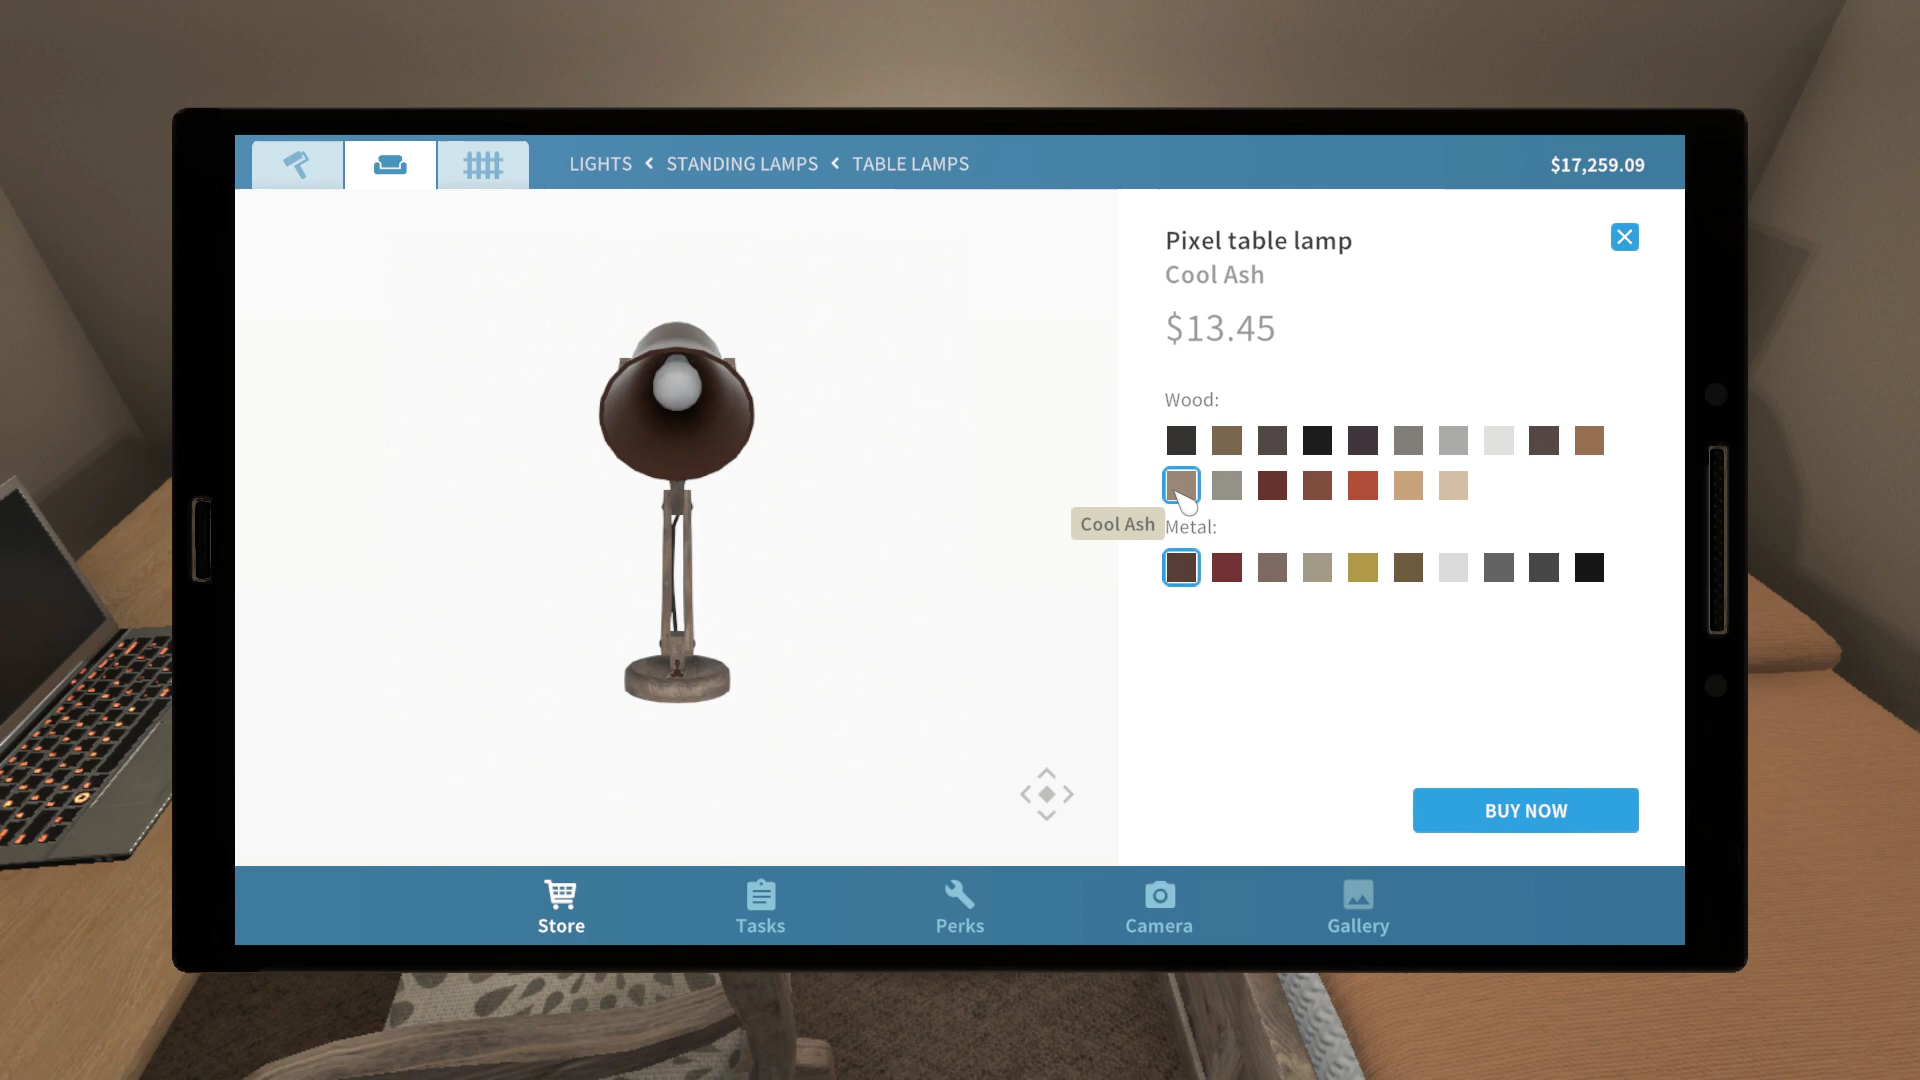 LIGHTS < STANDING LAMPS < TABLE LAMPS
$17,259.09
Pixel table lamp
Cool Ash
$13.45
Wood:
Cool Ash
Metal:
BUY NOW
Store
Tasks
Perks
Camera
Gallery